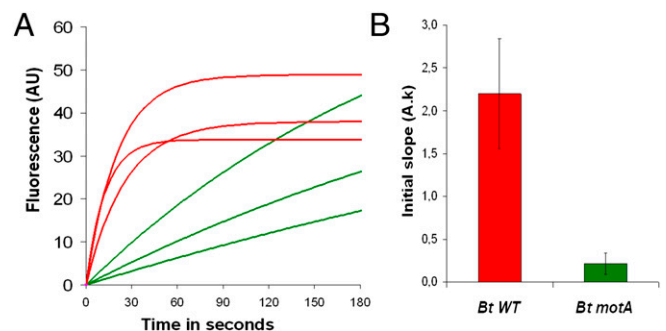 A
Fluorescence (AU)
60
50
40
30
20
10
0
0 30 60 90 120 150 180
Time in seconds
B
Initial slope (A.k)
3,0
2,5
2,0
1,5
1,0
0,5
0,0
Bt WT Bt motA